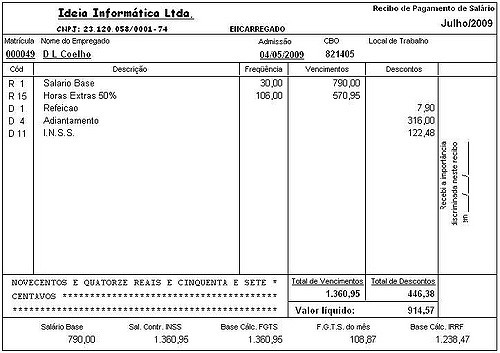 Ideia Informática Ltda.
Recibo de Pagamento de Salário
CNPJ: 23.120.058/0001-74
ENCARREGADO
Julho/2009
Matrícula Nome do Empregado Admissão CBO Local de Trabalho
000049 D L Coelho 04/05/2009 821405
Cód Descrição Freqüência Vencimentos Descontos
R 1 Salario Base 30,00 790,00
R 15 Horas Extras 50% 106,00 570,95
D 1 Refeicao 7,90
D 4 Adiantamento 316,00
D 11 I.N.S.S. 122,48
Recebi a importância
discriminada neste recibo
em ___/___/___
NOVECENTOS E QUATORZE REAIS E CINQUENTA E SETE *
CENTAVOS ****************************************
*************************************************
Total de Vencimentos Total de Descontos
1.360,95 446,38
Valor líquido: 914,57
Salário Base Sal. Contr. INSS Base Cálc. FGTS F.G.T.S. do mês Base Cálc. IRRF
790,00 1.360,95 1.360,95 108,87 1.238,47